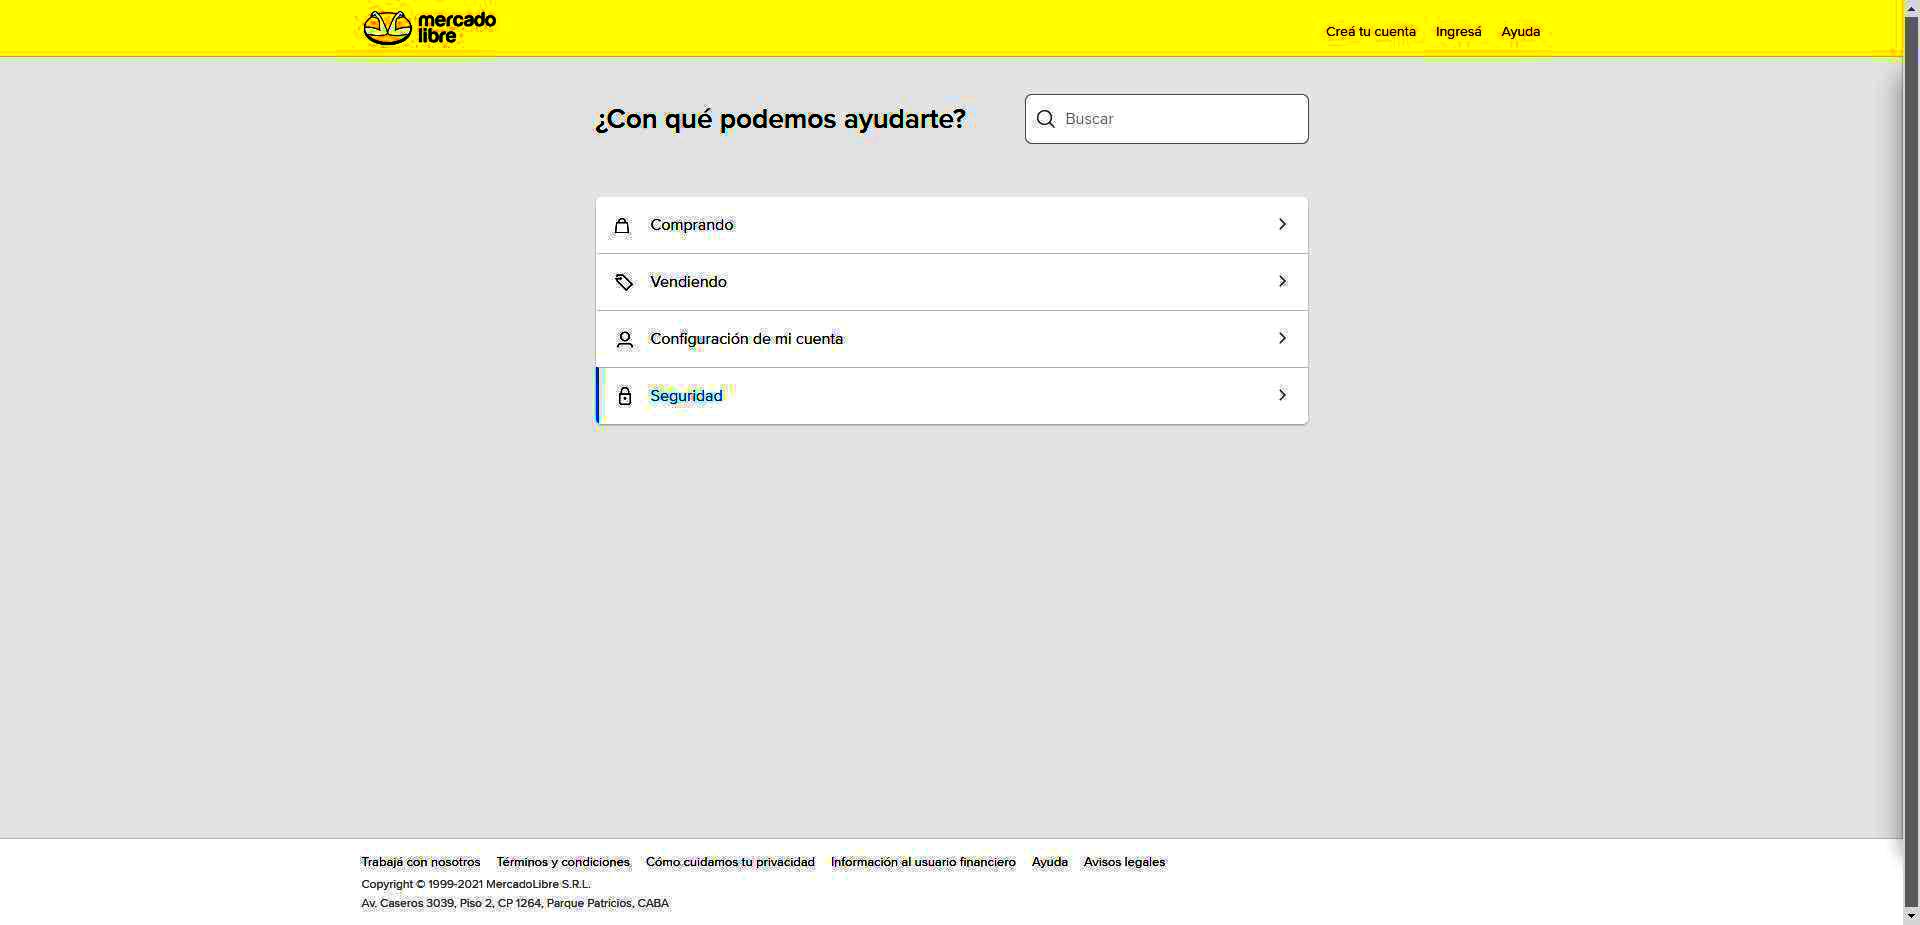 mercado
libre
Creá tu cuenta Ingresá Ayuda
¿Con qué podemos ayudarte?
Buscar
Comprando
Vendiendo
Configuración de mi cuenta
Seguridad
Trabajá con nosotros Términos y condiciones Cómo cuidamos tu privacidad Información al usuario financiero Ayuda Avisos legales
Copyright © 1999-2021 MercadoLibre S.R.L.
Av. Caseros 3039, Piso 2, CP 1264, Parque Patricios, CABA